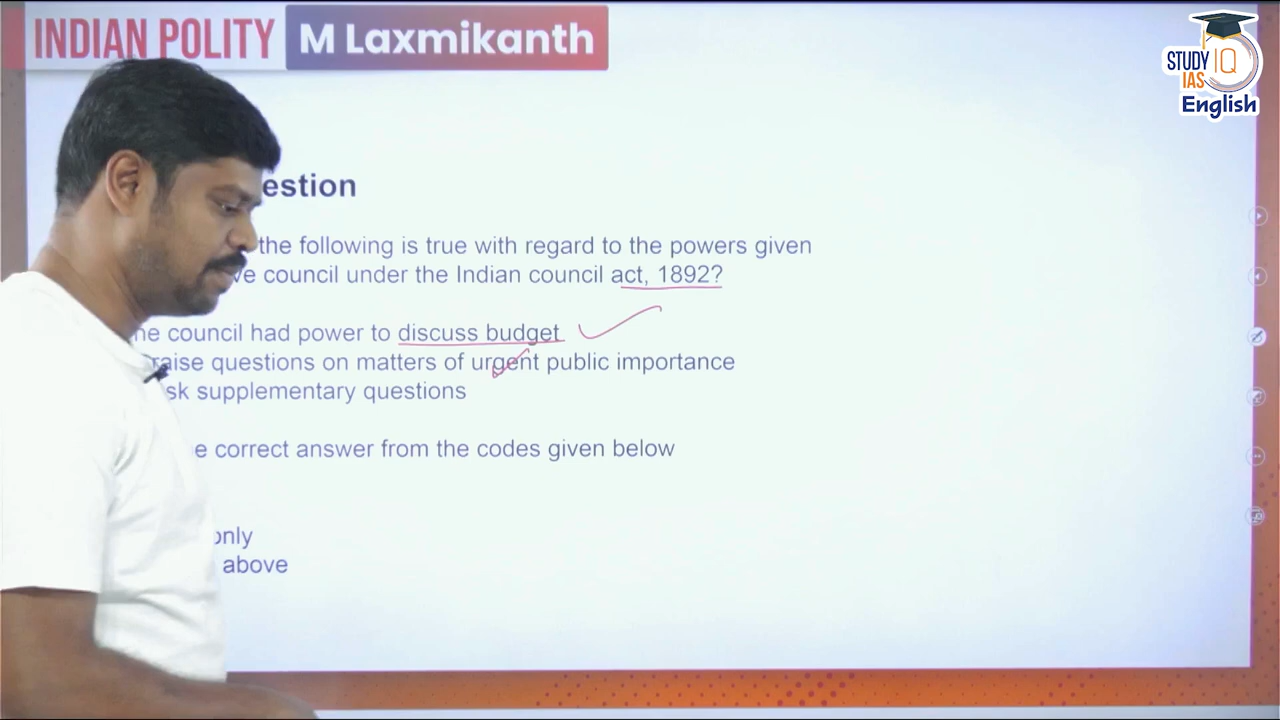 INDIAN POLITY M Laxmikanth
STUDY IQ
IAS
English
estion
the following is true with regard to the powers given
ve council under the Indian council act, 1892?
he council had power to discuss budget
raise questions on matters of urgent public importance
sk supplementary questions
e correct answer from the codes given below
only
above